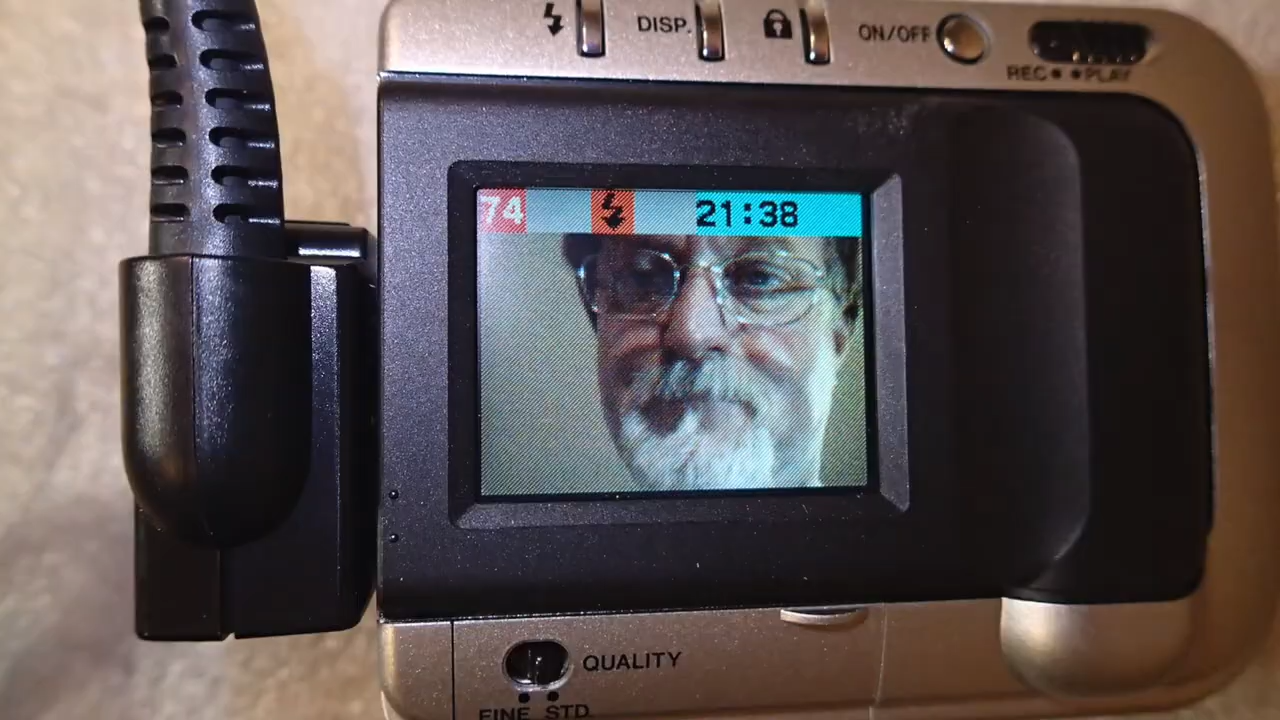 DISP. ON/OFF
REC PLAY
74 21:38
QUALITY
FINE STD.